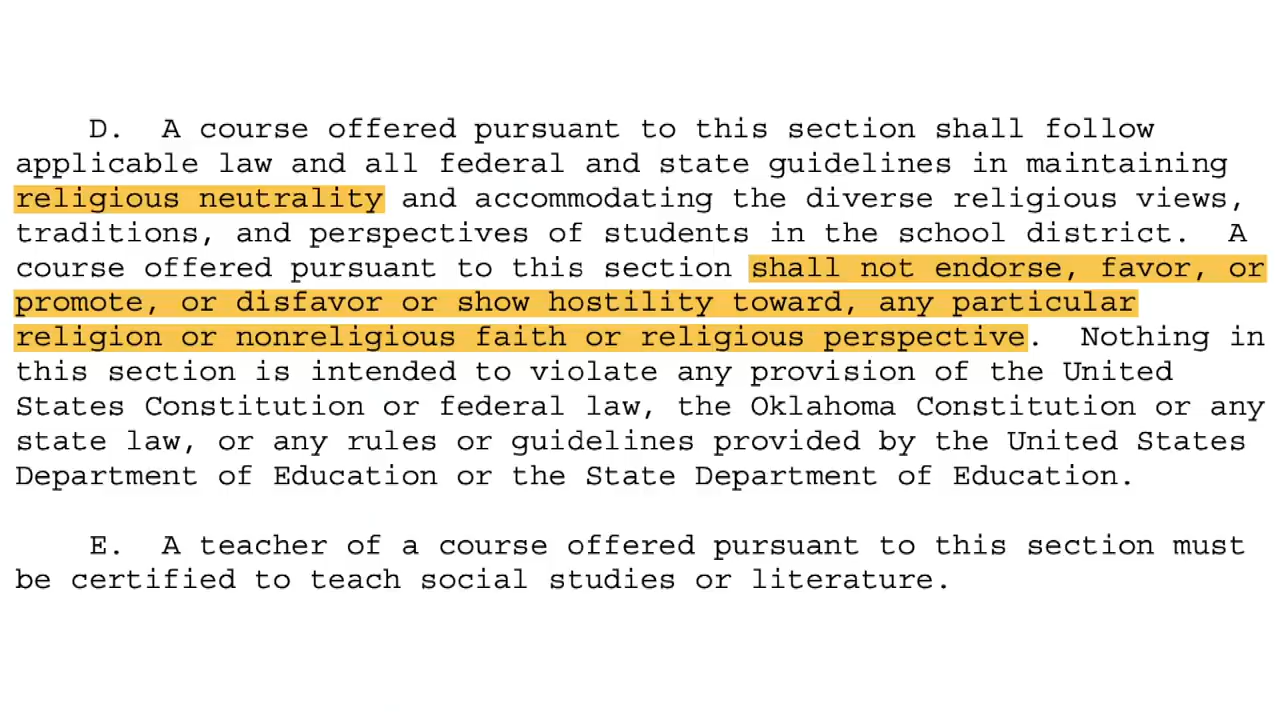 D. A course offered pursuant to this section shall follow
applicable law and all federal and state guidelines in maintaining
religious neutrality and accommodating the diverse religious views,
traditions, and perspectives of students in the school district. A
course offered pursuant to this section shall not endorse, favor, or
promote, or disfavor or show hostility toward, any particular
religion or nonreligious faith or religious perspective. Nothing in
this section is intended to violate any provision of the United
States Constitution or federal law, the Oklahoma Constitution or any
state law, or any rules or guidelines provided by the United States
Department of Education or the State Department of Education.
E. A teacher of a course offered pursuant to this section must
be certified to teach social studies or literature.